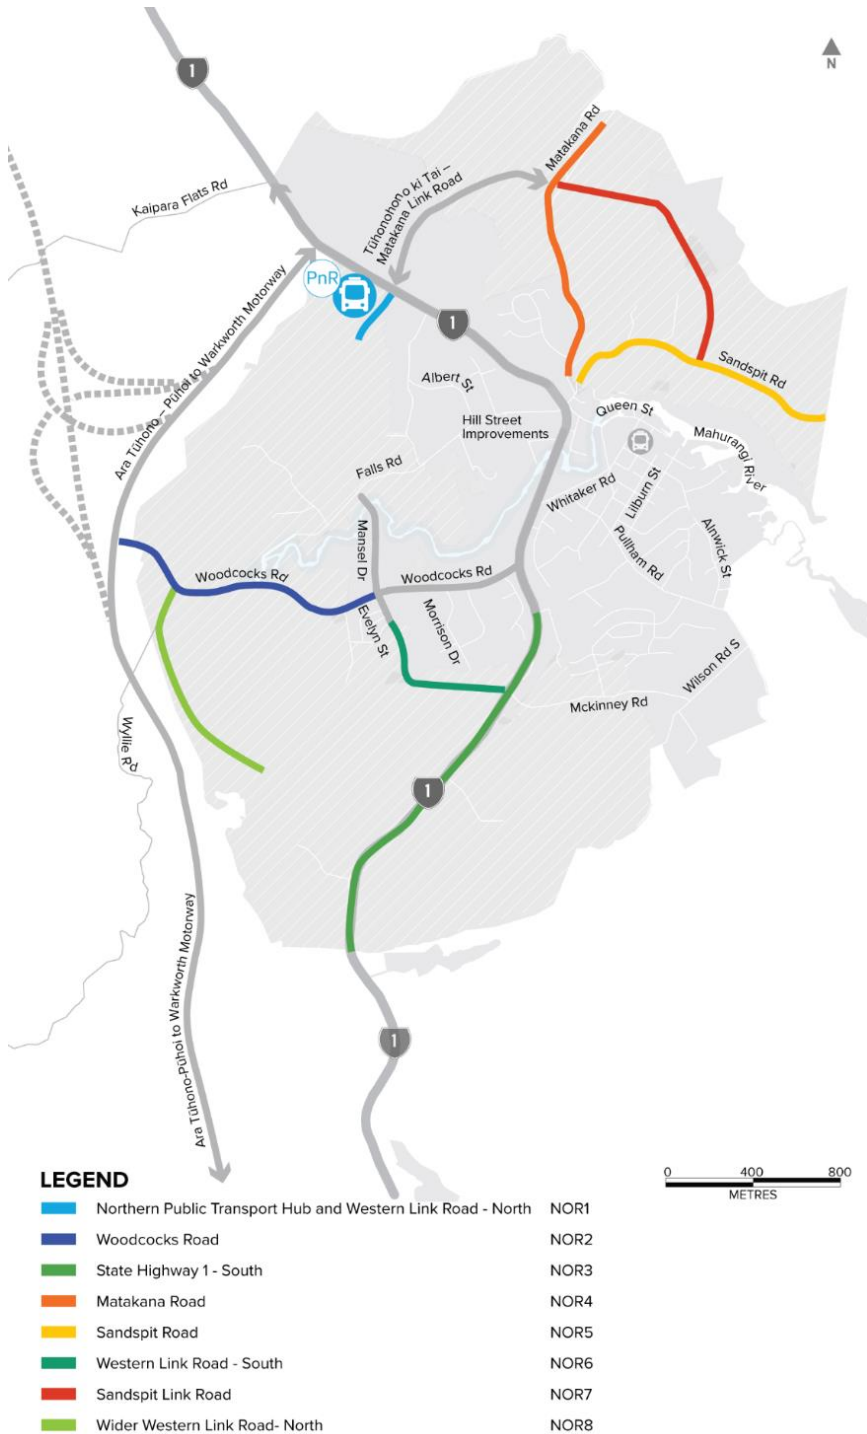 1
N
Matakana Rd
Kaipara Flats Rd
Tūhonohono ki Tai –
Matakana Link Road
PnR
Ara Tūhono – Pūhoi to Warkworth Motorway
1
Albert St
Sandspit Rd
Hill Street
Improvements
Queen St
Mahurangi
River
Falls Rd
Whitaker Rd
Lilburn St
Pullham Rd
Alnwick St
Mansel Dr
Woodcocks Rd
Woodcocks Rd
Evelyn St
Morrison Dr
Wilson Rd S
Mckinney Rd
Wyllie Rd
1
Ara Tūhono-Pūhoi to Warkworth Motorway
1
LEGEND
0 400 800
METRES
Northern Public Transport Hub and Western Link Road - North NOR1
Woodcocks Road NOR2
State Highway 1 - South NOR3
Matakana Road NOR4
Sandspit Road NOR5
Western Link Road - South NOR6
Sandspit Link Road NOR7
Wider Western Link Road- North NOR8